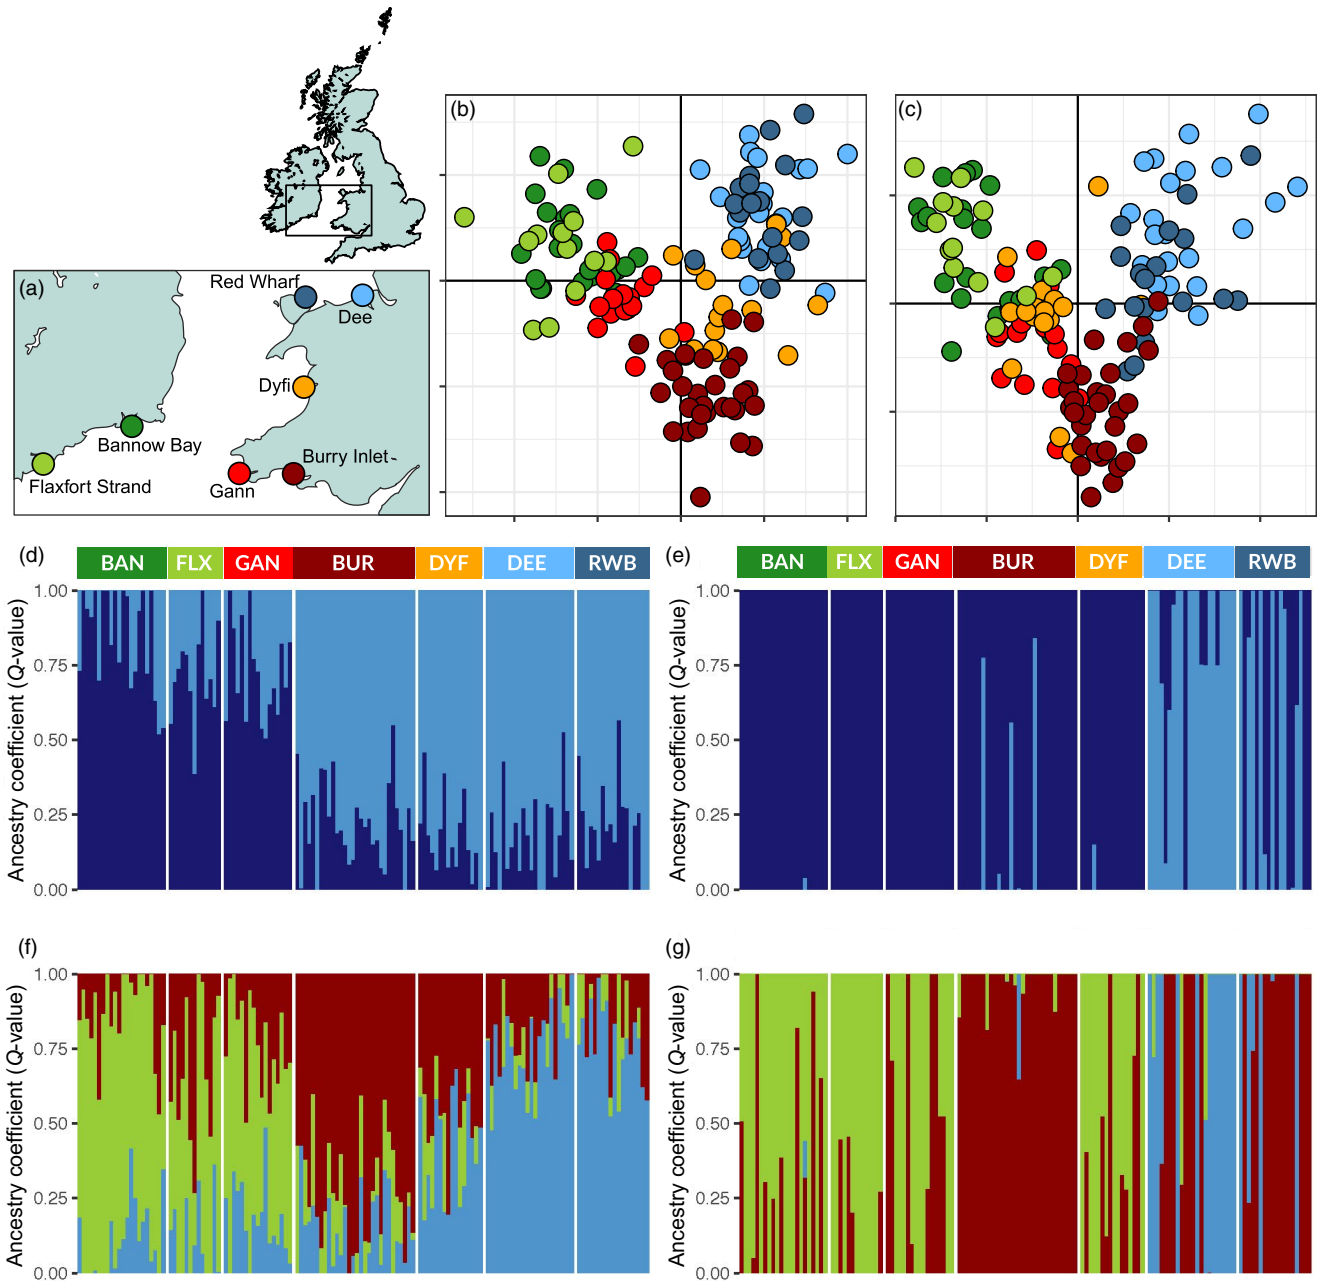 (a)
Red Wharf
Dee
Dyfi
Bannow Bay
Burry Inlet
Flaxfort Strand
Gann
(b)
(c)
(d)
BAN FLX GAN BUR DYF DEE RWB
Ancestry coefficient (Q-value)
1.00
0.75
0.50
0.25
0.00
(e)
BAN FLX GAN BUR DYF DEE RWB
Ancestry coefficient (Q-value)
1.00
0.75
0.50
0.25
0.00
(f)
Ancestry coefficient (Q-value)
1.00
0.75
0.50
0.25
0.00
(g)
Ancestry coefficient (Q-value)
1.00
0.75
0.50
0.25
0.00